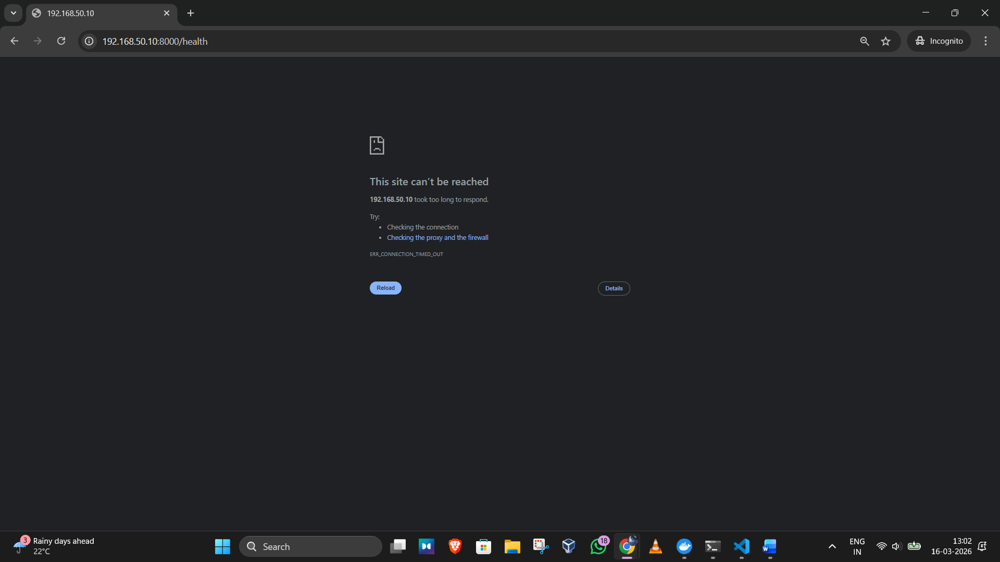 192.168.50.10
192.168.50.10:8000/health
Incognito
This site can’t be reached
192.168.50.10 took too long to respond.
Try:
Checking the connection
Checking the proxy and the firewall
ERR_CONNECTION_TIMED_OUT
Reload
Details
3
Rainy days ahead
22°C
Search
18
W
ENG
IN
13:02
16-03-2026